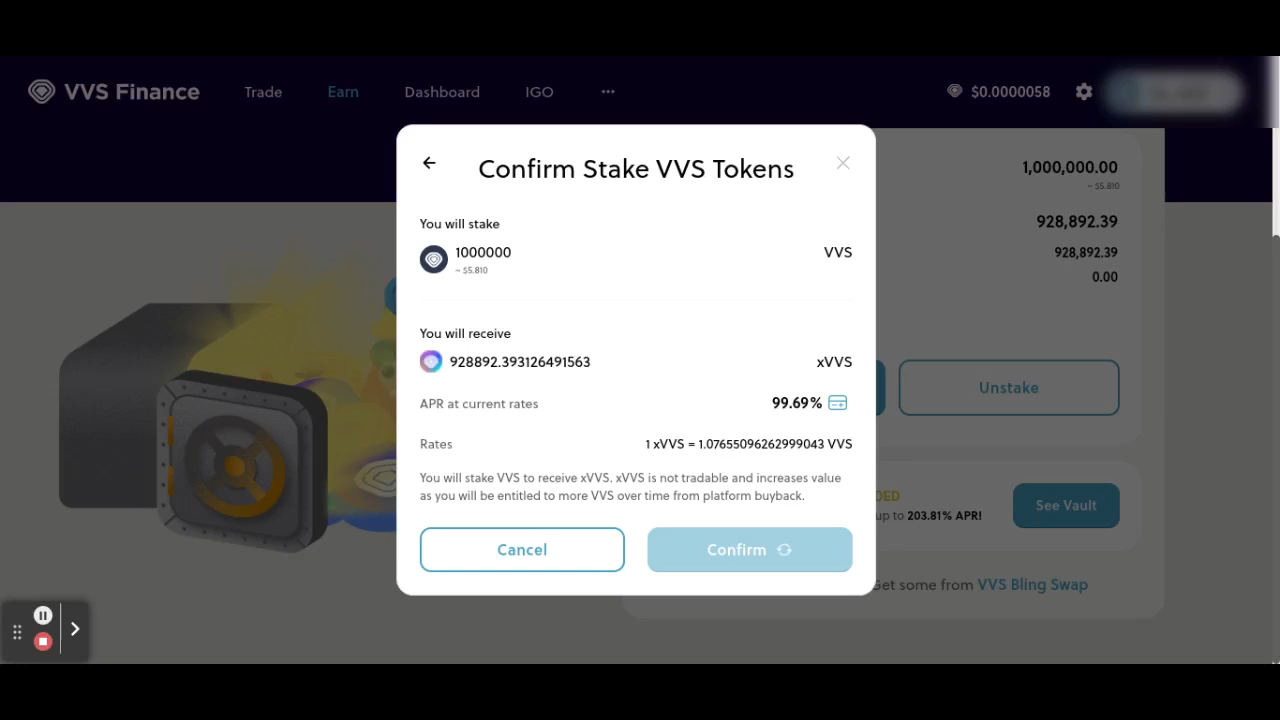 VVS Finance
Trade
Earn
Dashboard
IGO
$0.0000058
Confirm Stake VVS Tokens
You will stake
1000000
VVS
~ $5.810
You will receive
928892.393126491563
xVVS
APR at current rates
99.69%
Rates
1 xVVS = 1.07655096262999043 VVS
You will stake VVS to receive xVVS. xVVS is not tradable and increases value
as you will be entitled to more VVS over time from platform buyback.
Cancel
Confirm
1,000,000.00
~ $5.810
928,892.39
928,892.39
0.00
Unstake
up to 203.81% APR!
See Vault
Get some from VVS Bling Swap